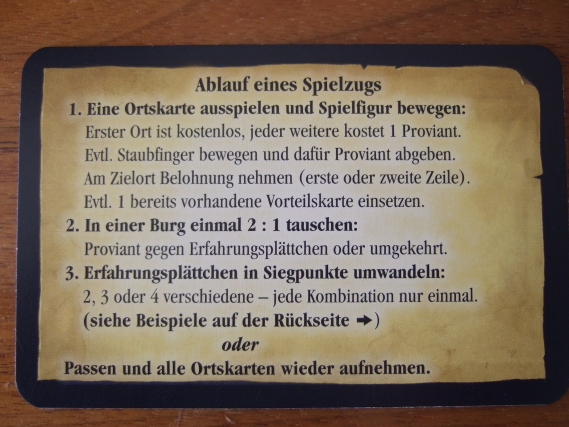 Ablauf eines Spielzugs
1. Eine Ortskarte ausspielen und Spielfigur bewegen:
Erster Ort ist kostenlos, jeder weitere kostet 1 Proviant.
Evtl. Staubfinger bewegen und dafür Proviant abgeben.
Am Zielort Belohnung nehmen (erste oder zweite Zeile).
Evtl. 1 bereits vorhandene Vorteilskarte einsetzen.
2. In einer Burg einmal 2 : 1 tauschen:
Proviant gegen Erfahrungsplättchen oder umgekehrt.
3. Erfahrungsplättchen in Siegpunkte umwandeln:
2, 3 oder 4 verschiedene – jede Kombination nur einmal.
(siehe Beispiele auf der Rückseite ➨)
oder
Passen und alle Ortskarten wieder aufnehmen.